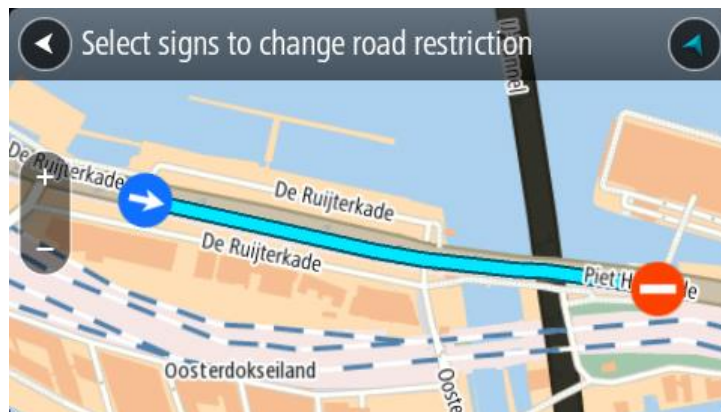 Select signs to change road restriction
De Ruijterkade
+
De Ruijterkade
−
De Ruijterkade
Oosterdokseiland